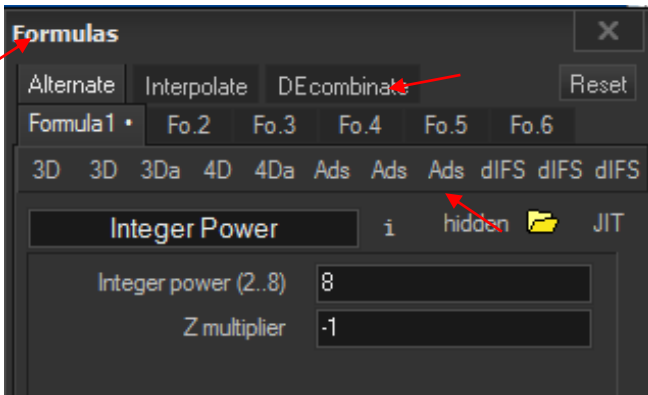 Formulas
Alternate Interpolate DEcombinate Reset
Formula1 • Fo.2 Fo.3 Fo.4 Fo.5 Fo.6
3D 3D 3Da 4D 4Da Ads Ads Ads dIFS dIFS dIFS
Integer Power i hidden JIT
Integer power (2..8) 8
Z multiplier -1